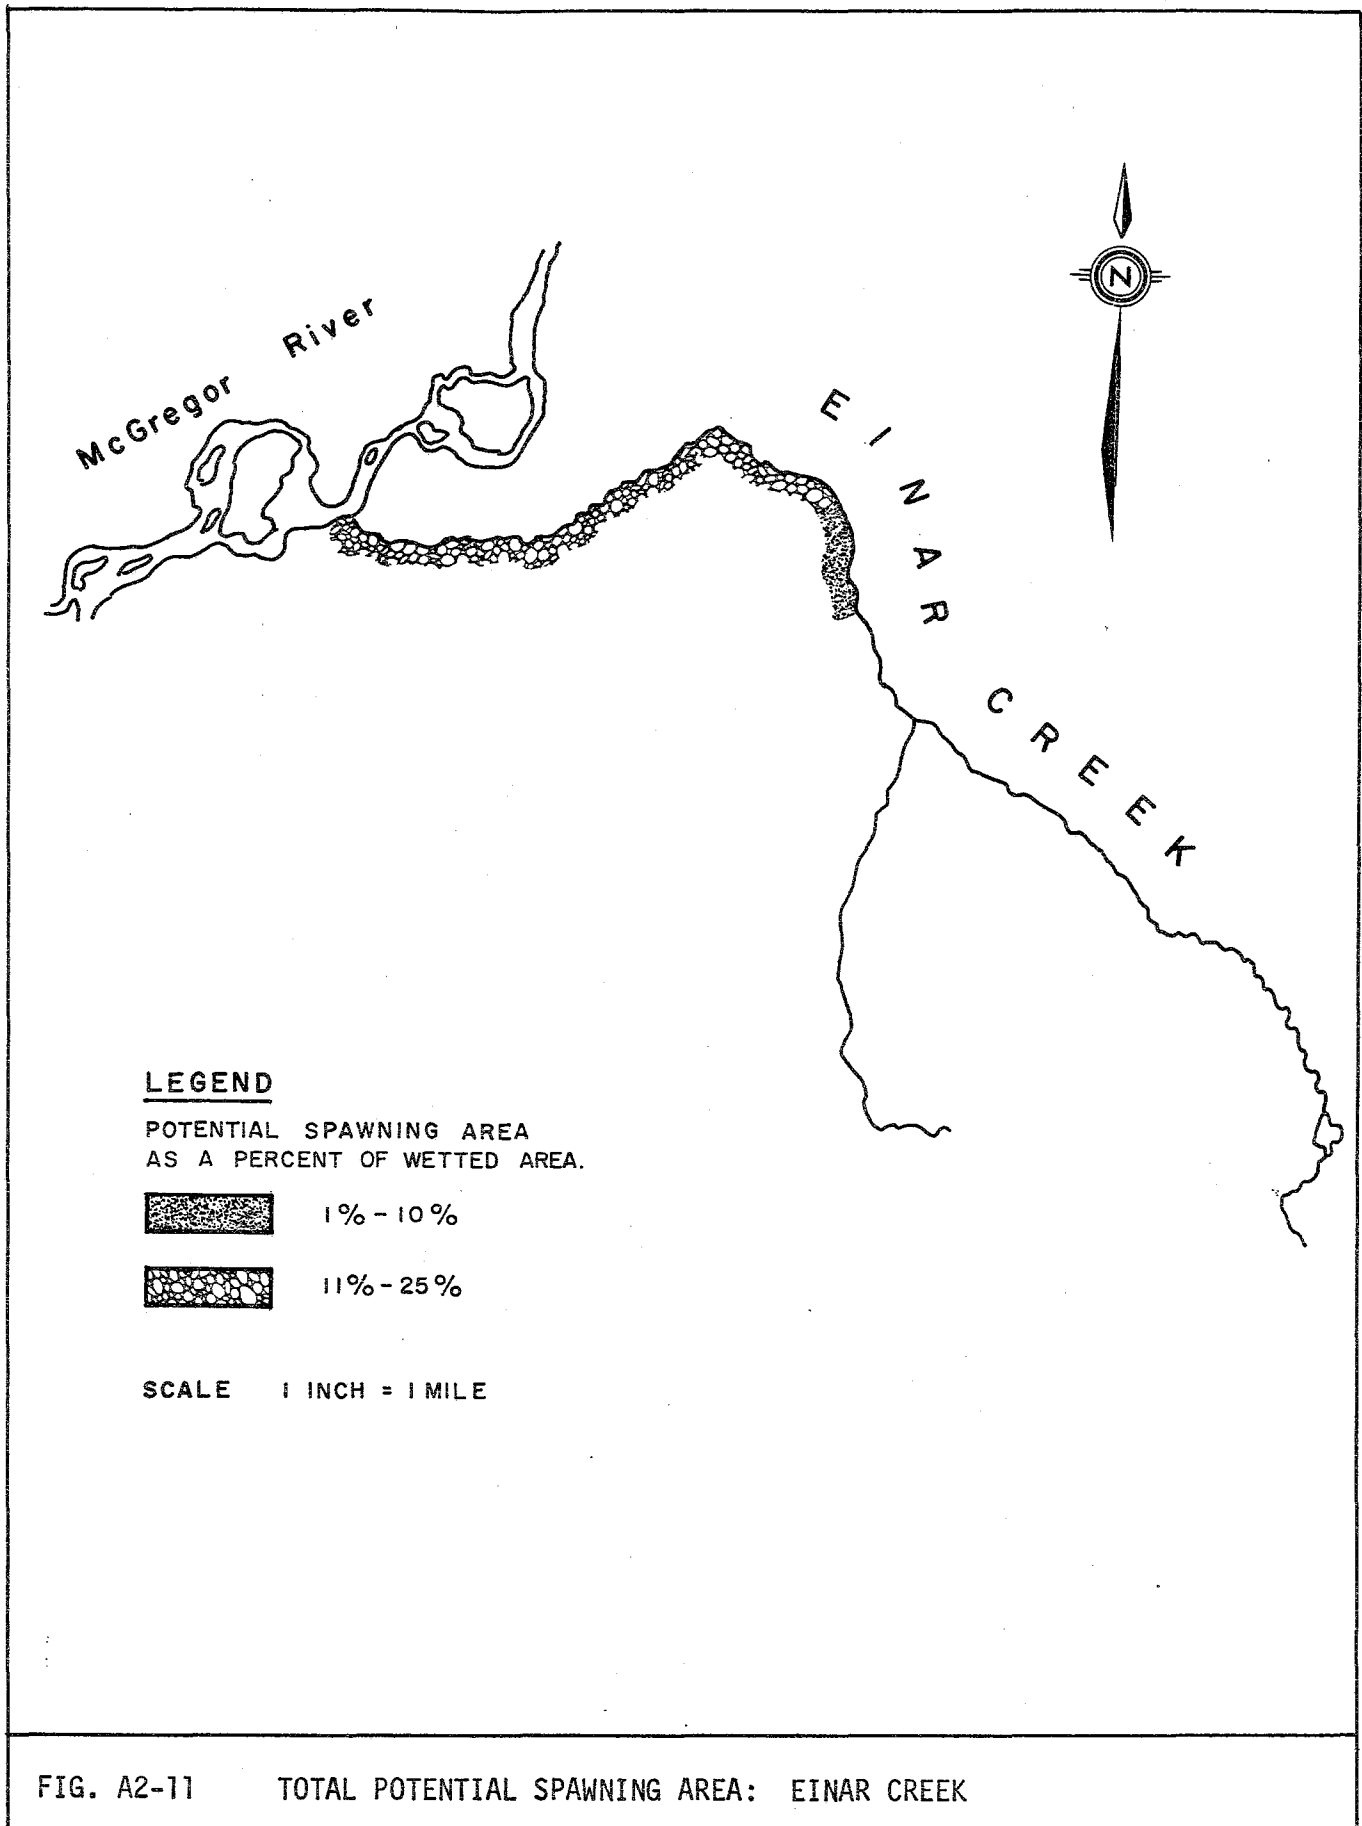 McGregor River
N
EINAR CREEK
LEGEND
POTENTIAL SPAWNING AREA
AS A PERCENT OF WETTED AREA.
1%-10%
11%-25%
SCALE 1 INCH = 1 MILE
FIG. A2-11 TOTAL POTENTIAL SPAWNING AREA: EINAR CREEK